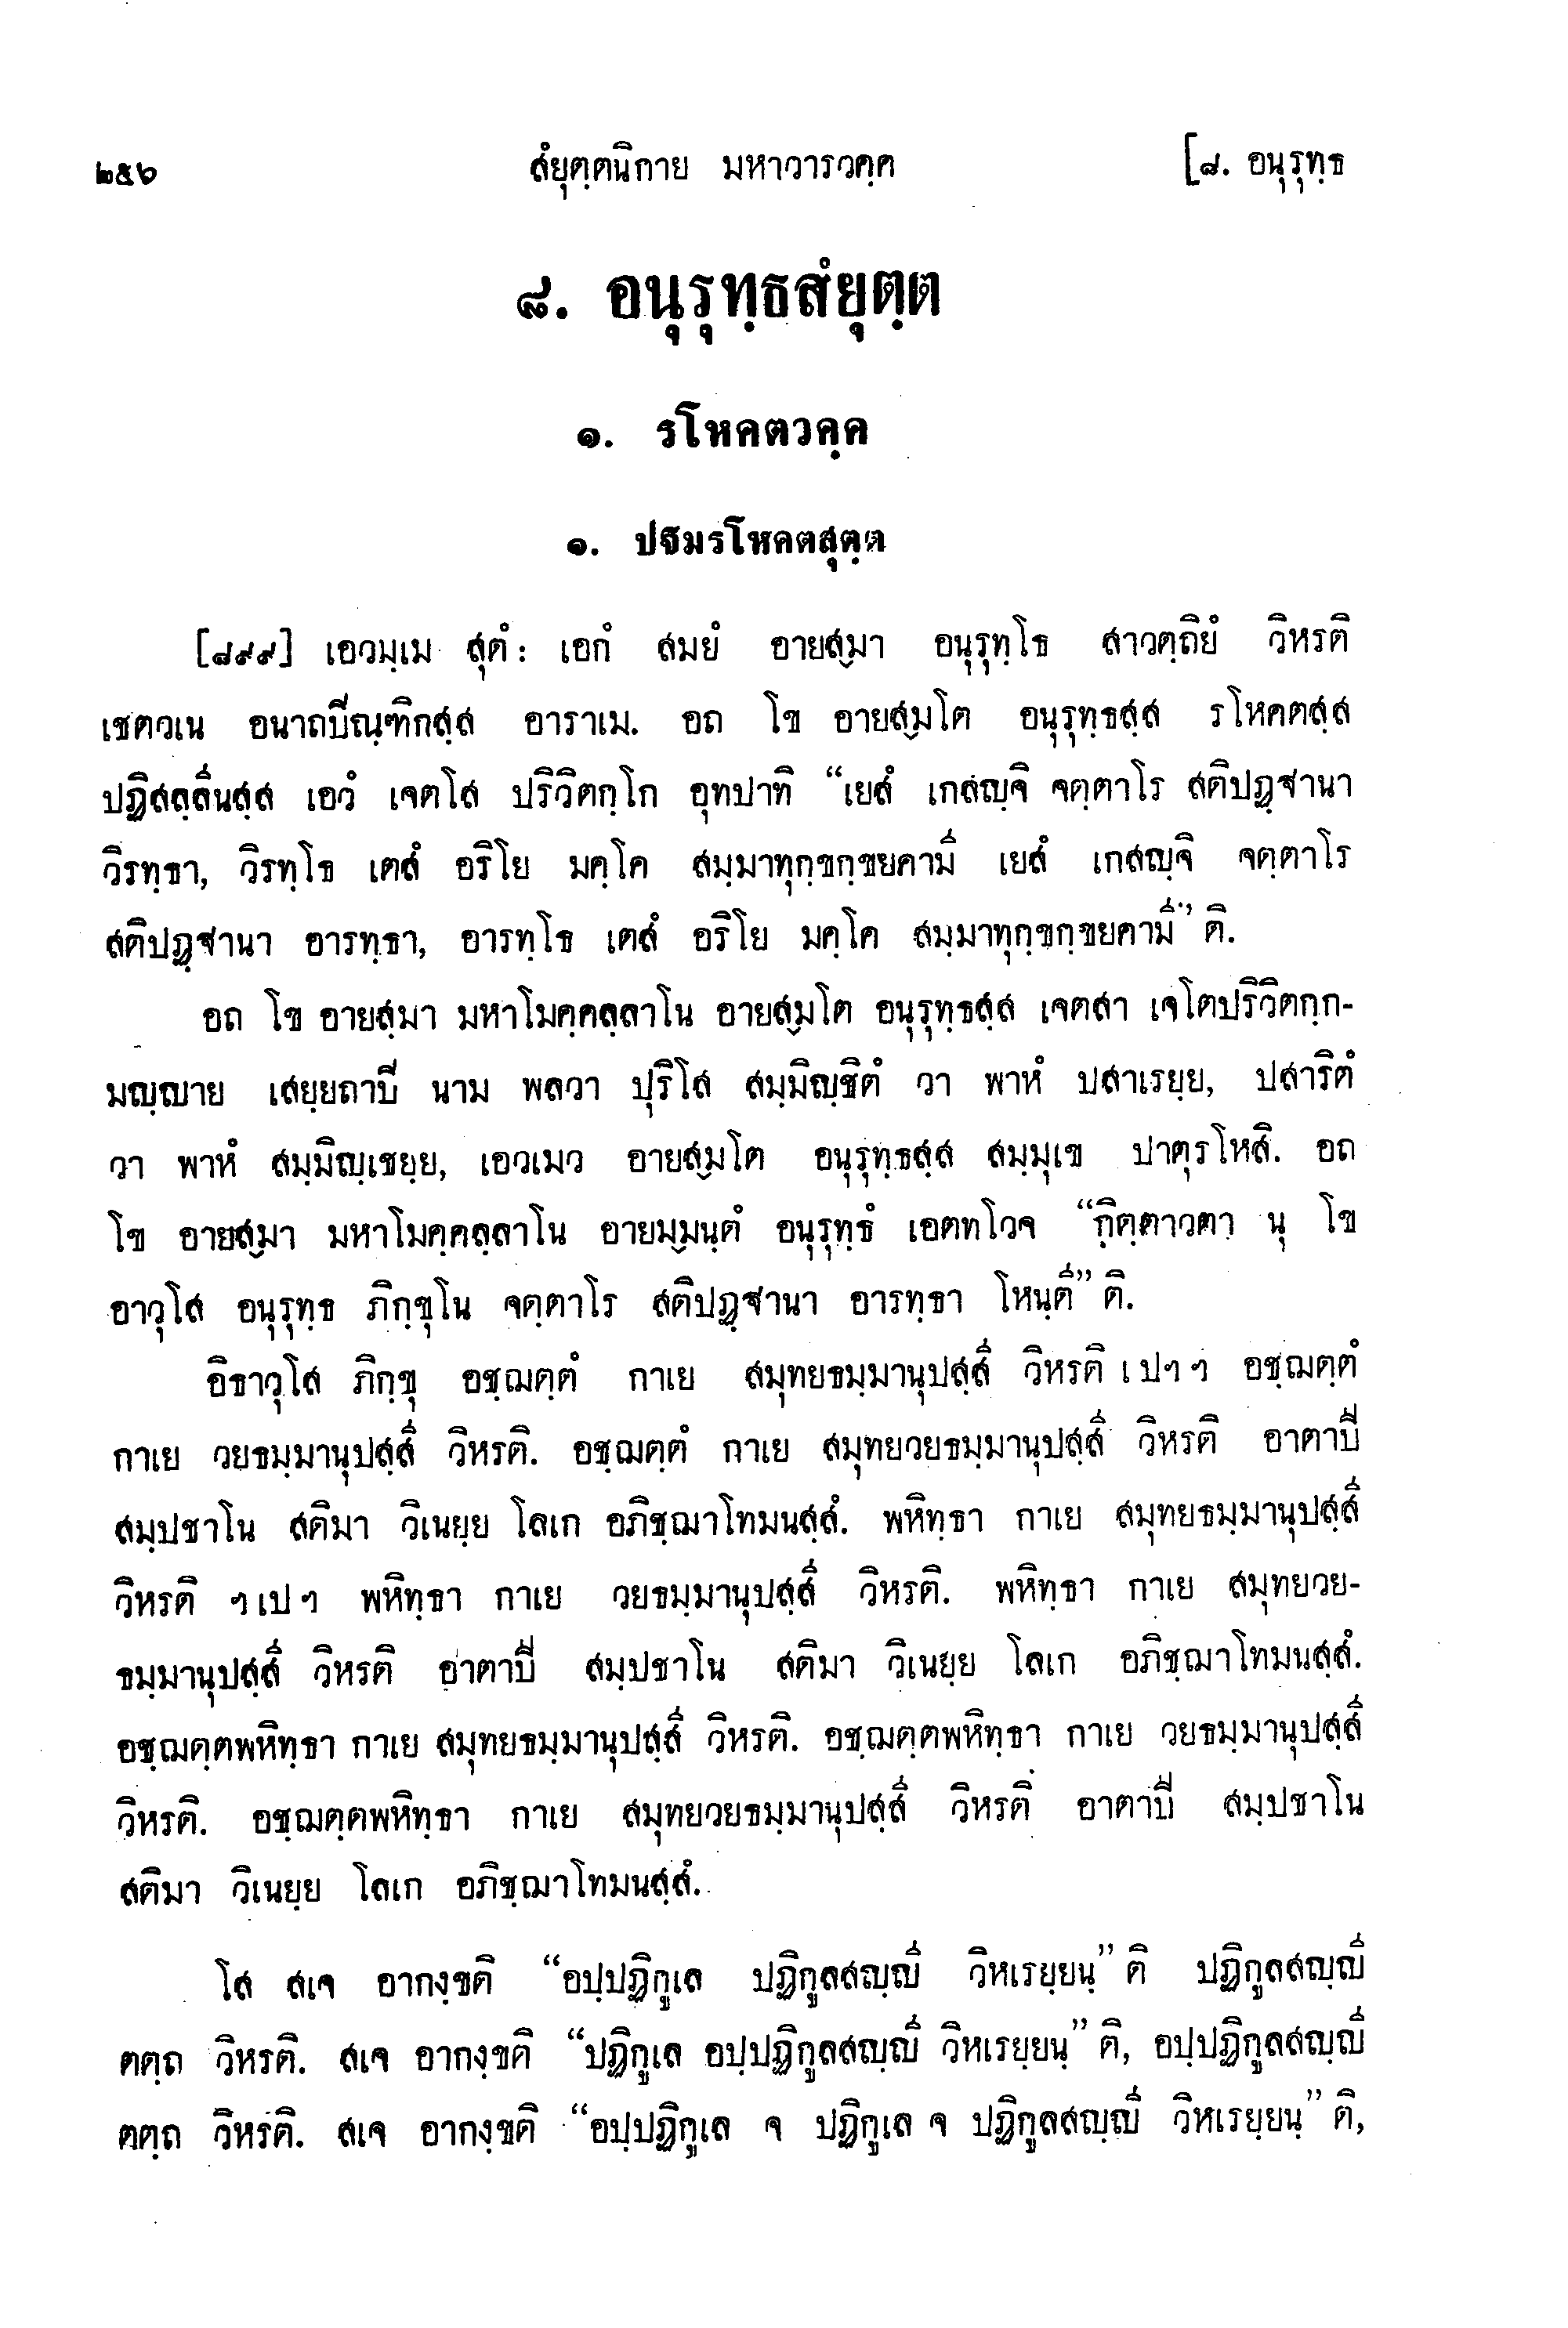 ๒๕๖ สํยุตฺตนิกาย มหาวารวคฺค [๘. อนุรุทฺธ
๘. อนุรุทฺธสํยุตฺต
๑. รโหคตวคฺค
๑. ปฐมรโหคตสุตฺต
[๘๙๙] เอวมฺเม สุตํ: เอกํ สมยํ อายสฺมา อนุรุทฺโธ สาวตฺถิยํ วิหรติ
เชตวเน อนาถปิณฺฑิกสฺส อาราเม. อถ โข อายสฺมโต อนุรุทฺธสฺส รโหคตสฺส
ปฏิสลฺลีนสฺส เอวํ เจตโส ปริวิตกฺโก อุทปาทิ “เยสํ เกสญฺจิ จตฺตาโร สติปฏฺฐานา
วิรทฺธา, วิรทฺโธ เตสํ อริโย มคฺโค สมฺมาทุกฺขกฺขยคามี เยสํ เกสญฺจิ จตฺตาโร
สติปฏฺฐานา อารทฺธา, อารทฺโธ เตสํ อริโย มคฺโค สมฺมาทุกฺขกฺขยคามี” ติ.
อถ โข อายสฺมา มหาโมคฺคลฺลาโน อายสฺมโต อนุรุทฺธสฺส เจตสา เจโตปริวิตกฺก-
มญฺญาย เสยฺยถาปิ นาม พลวา ปุริโส สมฺมิญฺชิตํ วา พาหํ ปสาเรยฺย, ปสาริตํ
วา พาหํ สมฺมิญฺเชยฺย, เอวเมว อายสฺมโต อนุรุทฺธสฺส สมฺมุเข ปาตุรโหสิ. อถ
โข อายสฺมา มหาโมคฺคลฺลาโน อายสฺมนฺตํ อนุรุทฺธํ เอตทโวจ “กิตฺตาวตา นุ โข
อาวุโส อนุรุทฺธ ภิกฺขุโน จตฺตาโร สติปฏฺฐานา อารทฺธา โหนฺตี” ติ.
อิธาวุโส ภิกฺขุ อชฺฌตฺตํ กาเย สมุทยธมฺมานุปสฺสี วิหรติ เปฯ ฯ อชฺฌตฺตํ
กาเย วยธมฺมานุปสฺสี วิหรติ. อชฺฌตฺตํ กาเย สมุทยวยธมฺมานุปสฺสี วิหรติ อาตาปี
สมฺปชาโน สติมา วิเนยฺย โลเก อภิชฺฌาโทมนสฺสํ. พหิทฺธา กาเย สมุทยธมฺมานุปสฺสี
วิหรติ ฯ เป ฯ พหิทฺธา กาเย วยธมฺมานุปสฺสี วิหรติ. พหิทฺธา กาเย สมุทยวย-
ธมฺมานุปสฺสี วิหรติ อาตาปี สมฺปชาโน สติมา วิเนยฺย โลเก อภิชฺฌาโทมนสฺสํ.
อชฺฌตฺตพหิทฺธา กาเย สมุทยธมฺมานุปสฺสี วิหรติ. อชฺฌตฺตพหิทฺธา กาเย วยธมฺมานุปสฺสี
วิหรติ. อชฺฌตฺตพหิทฺธา กาเย สมุทยวยธมฺมานุปสฺสี วิหรติ อาตาปี สมฺปชาโน
สติมา วิเนยฺย โลเก อภิชฺฌาโทมนสฺสํ.
โส สเจ อากงฺขติ “อปฺปฏิกูเล ปฏิกูลสญฺญี วิหเรยฺยนฺ” ติ ปฏิกูลสญฺญี
ตตฺถ วิหรติ. สเจ อากงฺขติ “ปฏิกูเล อปฺปฏิกูลสญฺญี วิหเรยฺยนฺ” ติ, อปฺปฏิกูลสญฺญี
ตตฺถ วิหรติ. สเจ อากงฺขติ “อปฺปฏิกูเล จ ปฏิกูเล จ ปฏิกูลสญฺญี วิหเรยฺยนฺ” ติ,